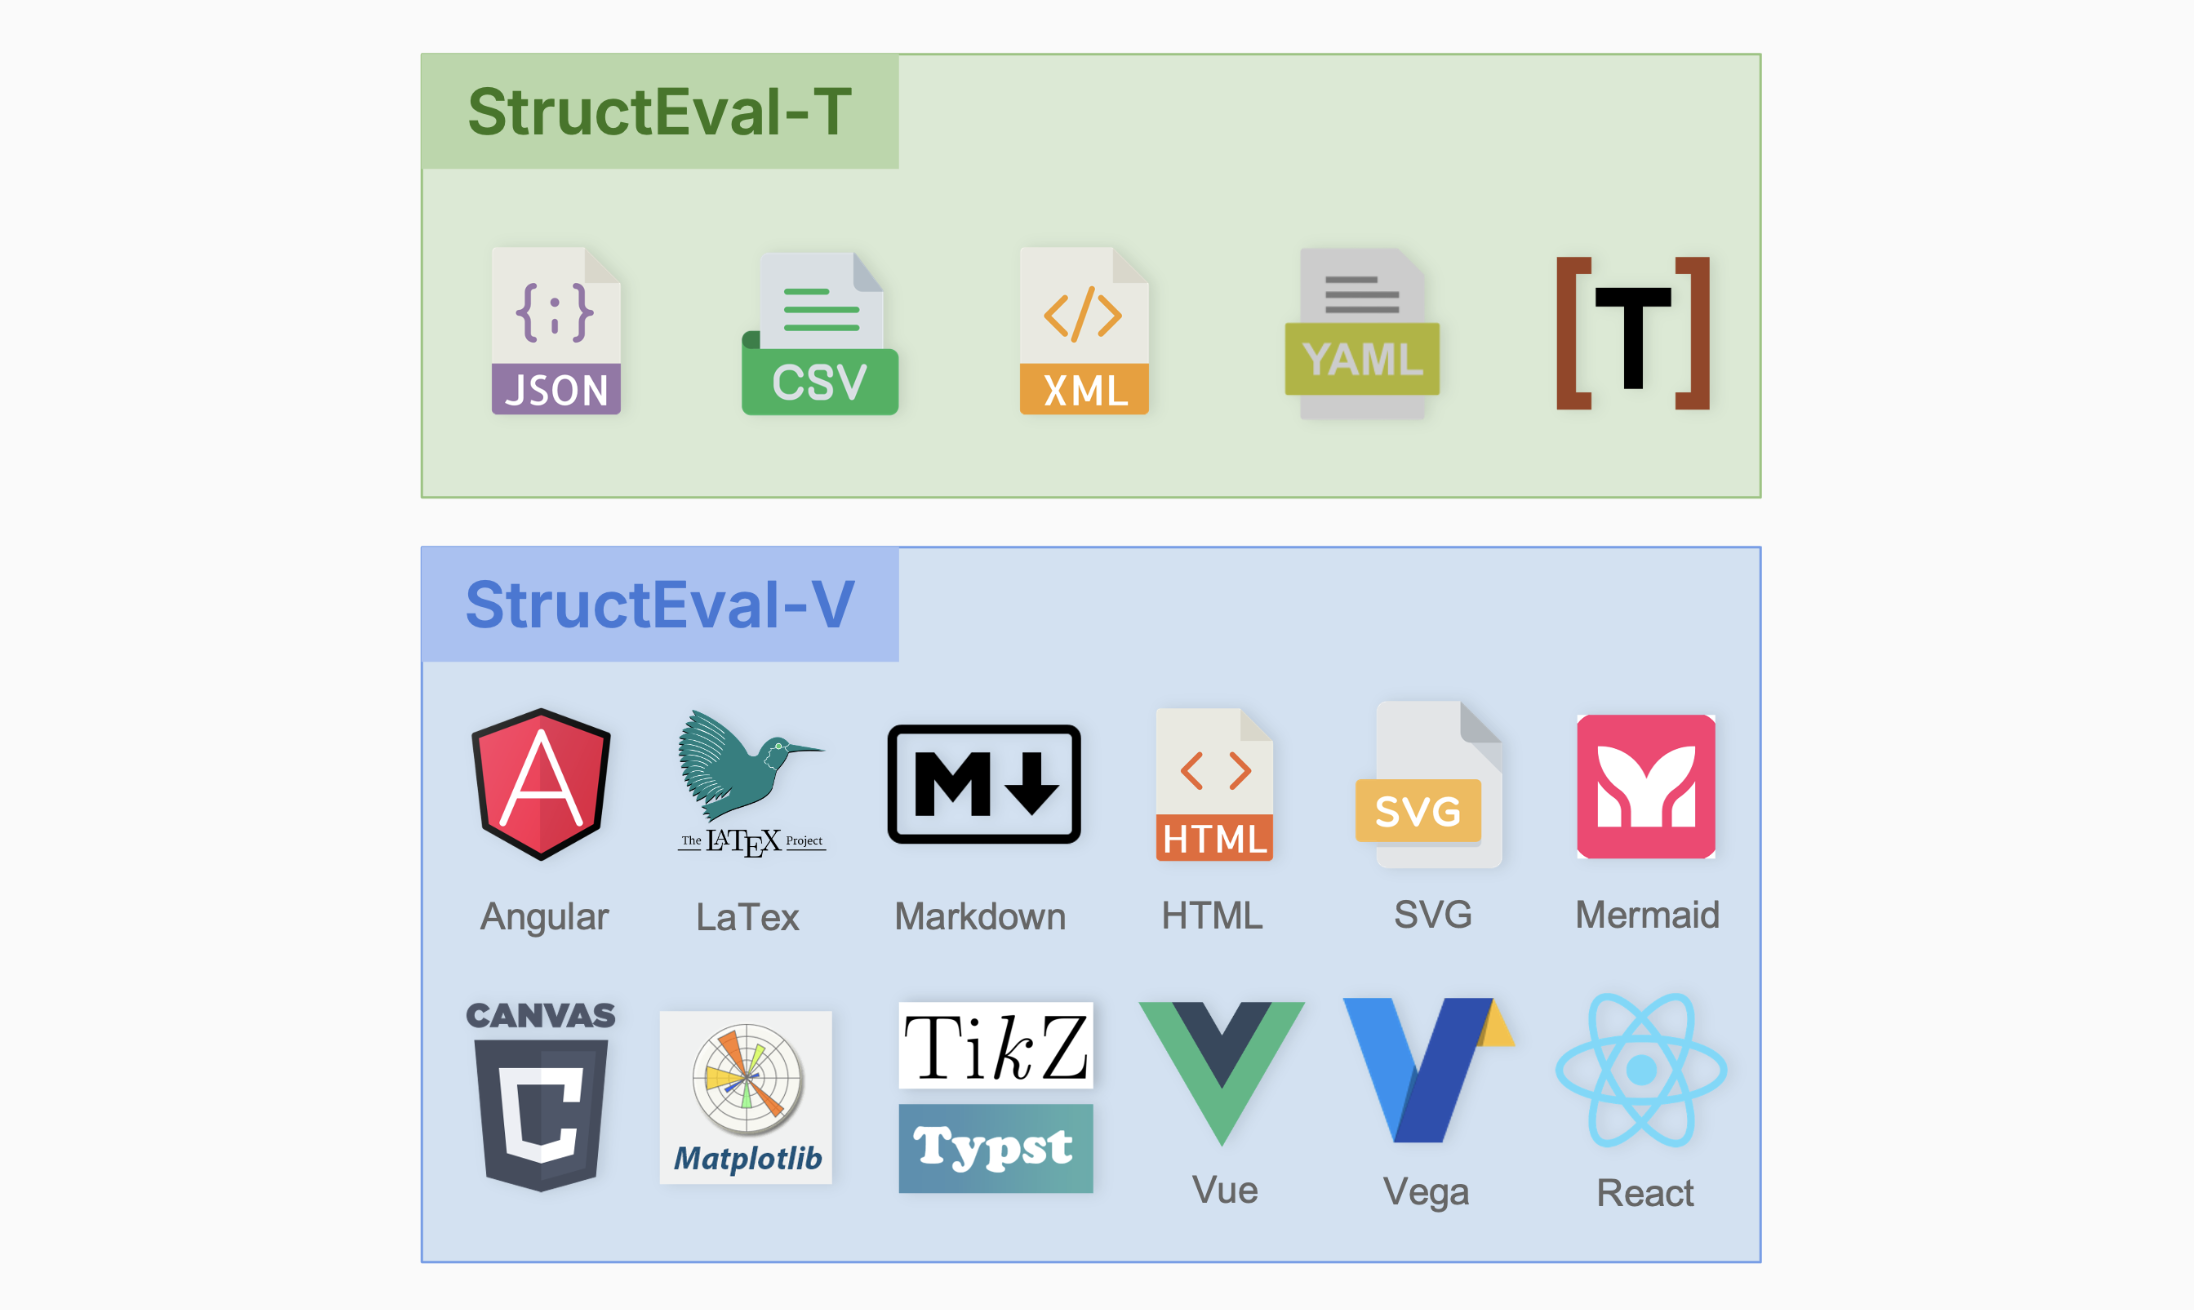 StructEval-T
JSON
CSV
XML
YAML
[T]
StructEval-V
A
The LATEX Project
M
< >
HTML
SVG
Angular
LaTex
Markdown
HTML
SVG
Mermaid
CANVAS
Matplotlib
TikZ
Typst
Vue
Vega
React